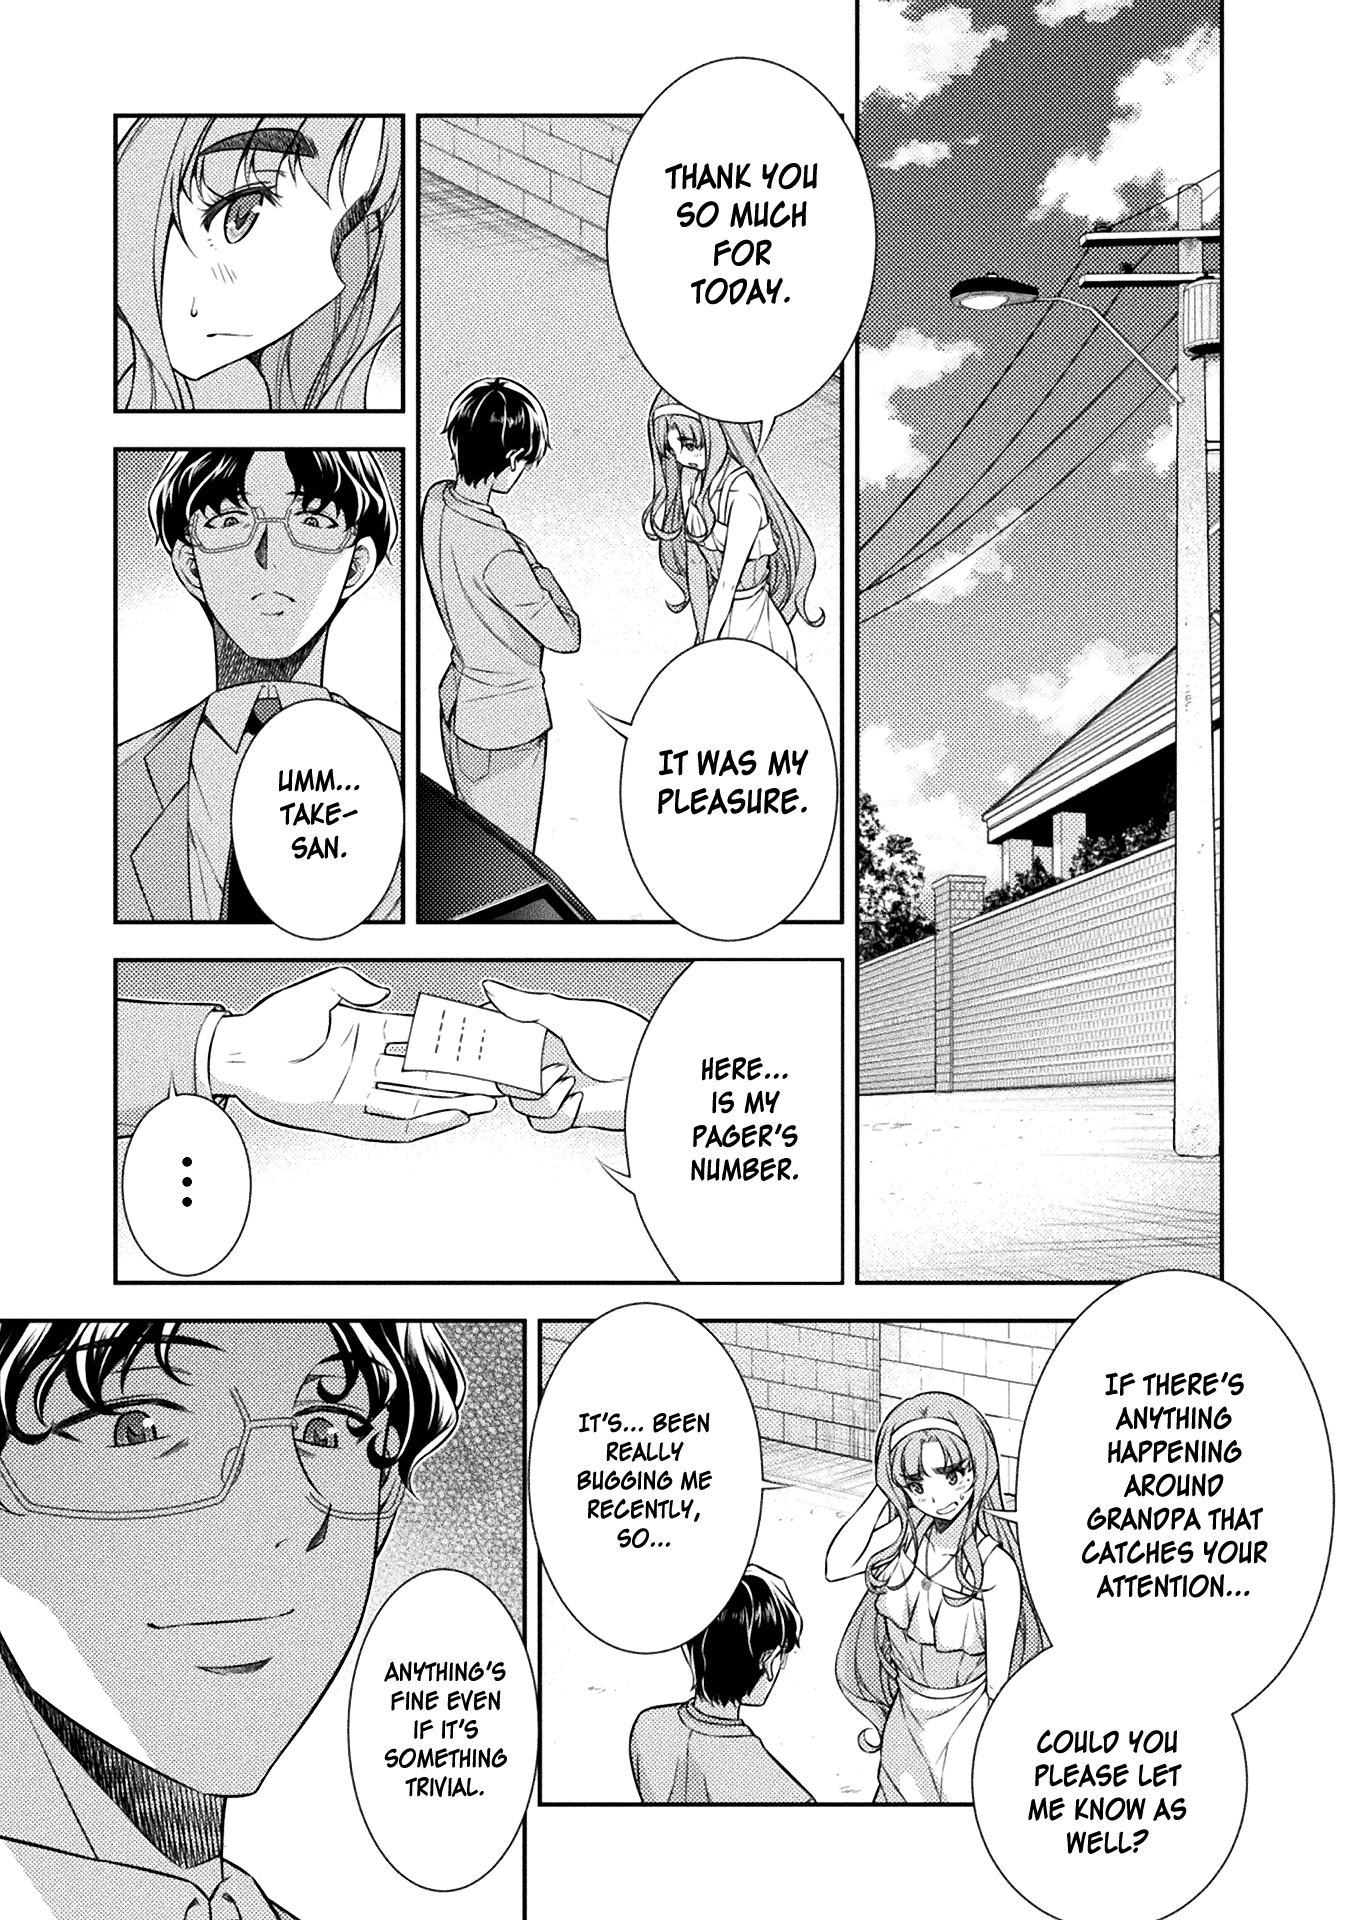 THANK YOU
SO MUCH
FOR
TODAY.
IT WAS MY
PLEASURE.
UMM...
TAKE-
SAN.
HERE...
IS MY
PAGER'S
NUMBER.
...
IF THERE'S
ANYTHING
HAPPENING
AROUND
GRANDPA THAT
CATCHES YOUR
ATTENTION...
COULD YOU
PLEASE LET
ME KNOW AS
WELL?
IT'S... BEEN
REALLY
BUGGING ME
RECENTLY,
SO...
ANYTHING'S
FINE EVEN
IF IT'S
SOMETHING
TRIVIAL.